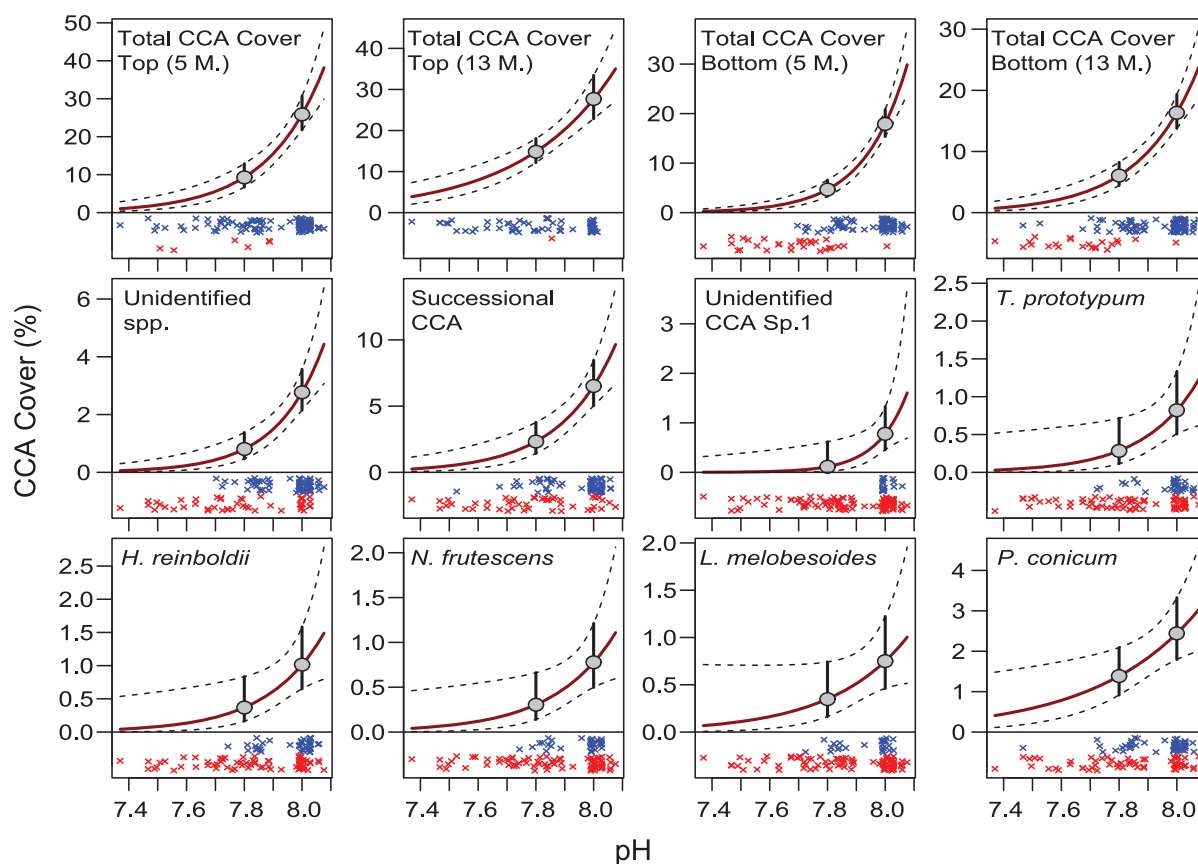 CCA Cover (%)
50
40
30
20
10
0
Total CCA Cover
Top (5 M.)
40
30
20
10
0
Total CCA Cover
Top (13 M.)
30
20
10
0
Total CCA Cover
Bottom (5 M.)
30
20
10
0
Total CCA Cover
Bottom (13 M.)
6
4
2
0
Unidentified
spp.
10
5
0
Successional
CCA
3
2
1
0
Unidentified
CCA Sp.1
2.5
2.0
1.5
1.0
0.5
0.0
T. prototypum
2.5
2.0
1.5
1.0
0.5
0.0
H. reinboldii
2.0
1.5
1.0
0.5
0.0
N. frutescens
2.0
1.5
1.0
0.5
0.0
L. melobesoides
4
3
2
1
0
P. conicum
7.4 7.6 7.8 8.0
7.4 7.6 7.8 8.0
7.4 7.6 7.8 8.0
7.4 7.6 7.8 8.0
pH